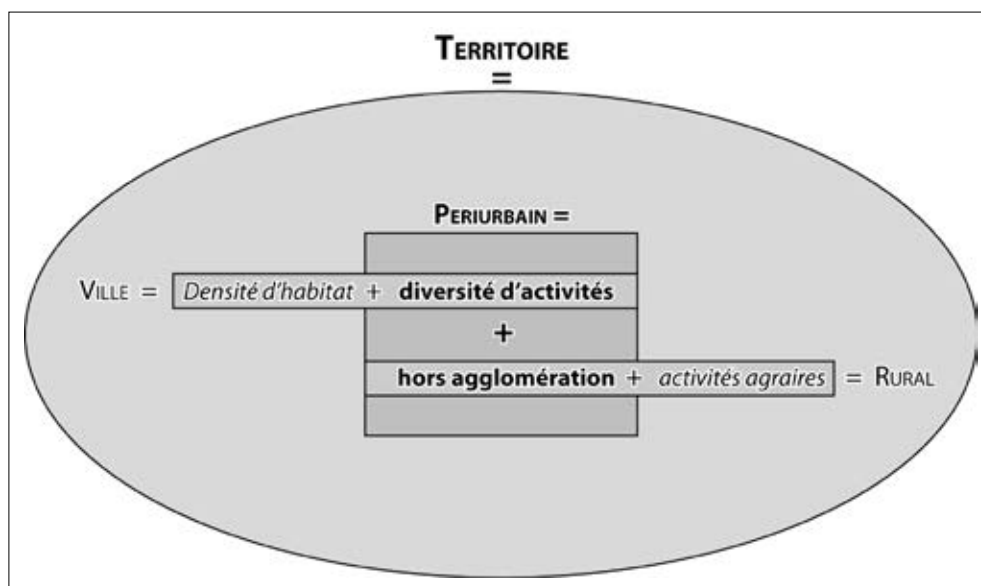 TERRITOIRE
=
PERIURBAIN =
VILLE = Densité d'habitat + diversité d'activités
+
hors agglomération + activités agraires = RURAL